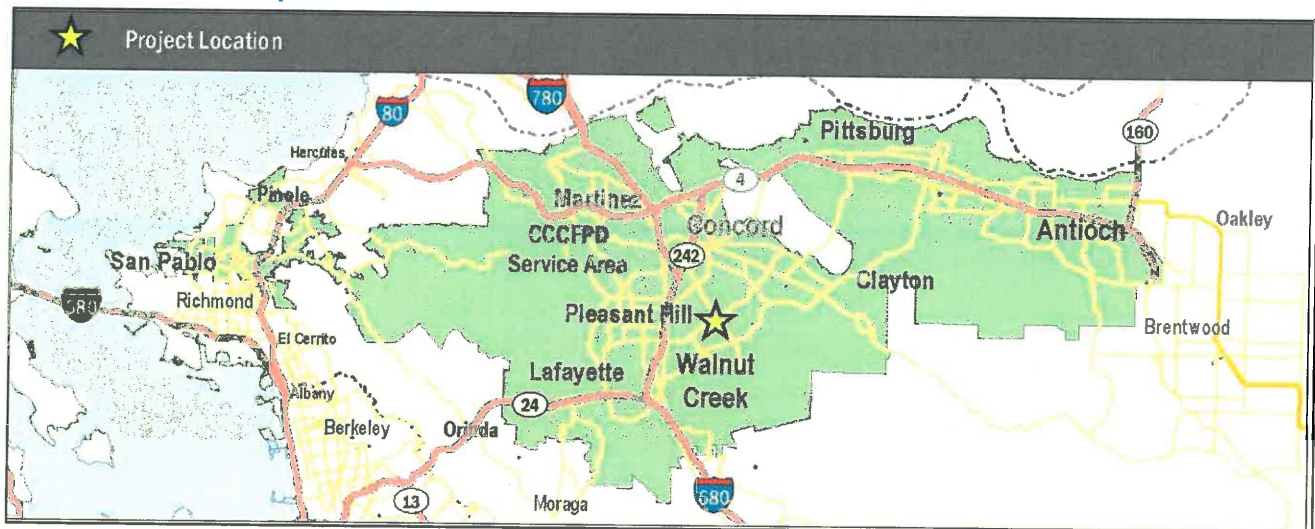 Project Location
780
80
160
Pittsburg
Hercules
4
Pinole
Martinez
Concord
Oakley
Antioch
CCCFPD
Service Area
242
San Pablo
Clayton
Richmond
580
Pleasant Hill
Brentwood
El Cerrito
Walnut
Creek
Lafayette
Albany
24
Berkeley
Orinda
680
13
Moraga